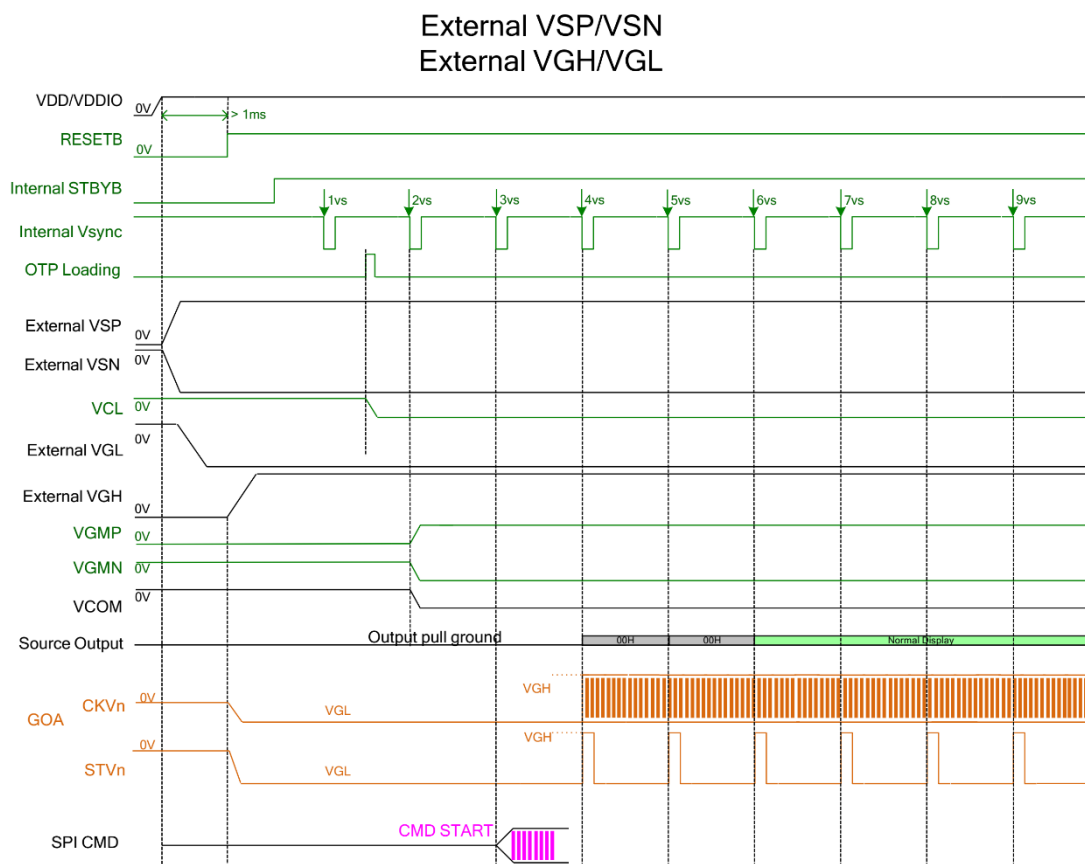 External VSP/VSN
External VGH/VGL
VDD/VDDIO
0V
> 1ms
RESETB
0V
Internal STBYB
1vs
2vs
3vs
4vs
5vs
6vs
7vs
8vs
9vs
Internal Vsync
OTP Loading
External VSP
0V
External VSN
0V
VCL
0V
External VGL
0V
External VGH
0V
VGMP
0V
VGMN
0V
VCOM
0V
Source Output
Output pull ground
00H
00H
Normal Display
GOA
CKVn
0V
VGL
VGH
STVn
0V
VGL
VGH
SPI CMD
CMD START